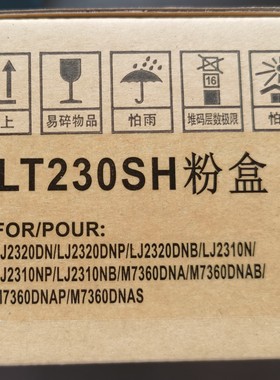 上 易碎物品 怕雨 堆码层数极限 怕
16
LT230SH粉盒
FOR/POUR:
LJ2320DN/LJ2320DNP/LJ2320DNB/LJ2310N/
LJ2310NP/LJ2310NB/M7360DNA/M7360DNAB/
M7360DNAP/M7360DNAS